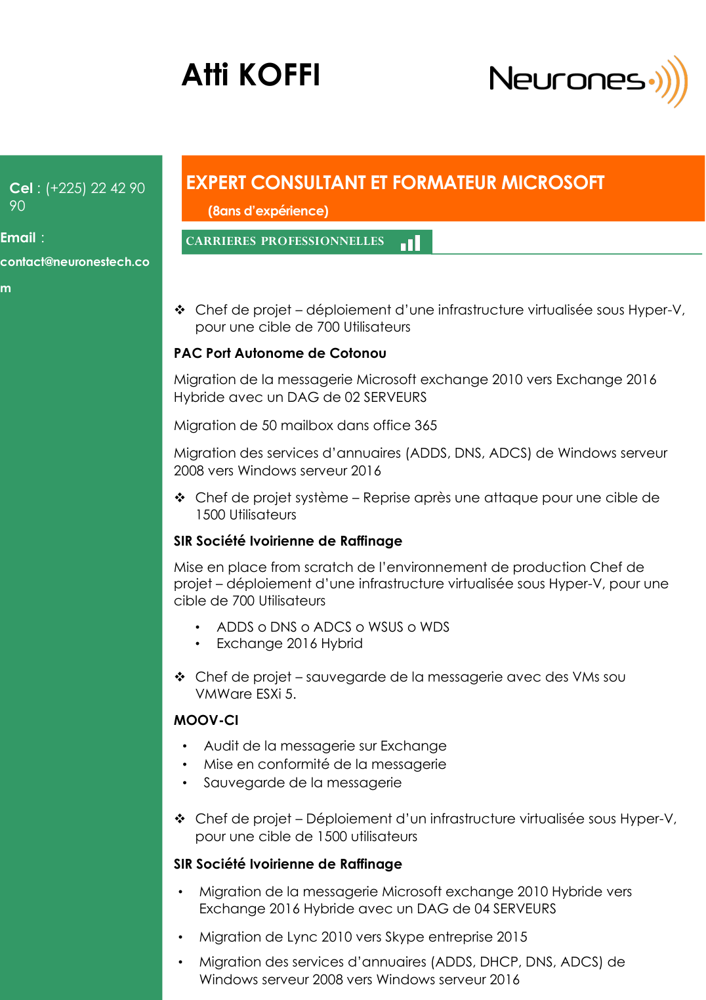 Atti KOFFI
Neurones
Cel : (+225) 22 42 90
90
Email :
contact@neuronestech.co
m
EXPERT CONSULTANT ET FORMATEUR MICROSOFT
(8ans d’expérience)
CARRIERES PROFESSIONNELLES
❖ Chef de projet – déploiement d’une infrastructure virtualisée sous Hyper-V,
pour une cible de 700 Utilisateurs
PAC Port Autonome de Cotonou
Migration de la messagerie Microsoft exchange 2010 vers Exchange 2016
Hybride avec un DAG de 02 SERVEURS
Migration de 50 mailbox dans office 365
Migration des services d’annuaires (ADDS, DNS, ADCS) de Windows serveur
2008 vers Windows serveur 2016
❖ Chef de projet système – Reprise après une attaque pour une cible de
1500 Utilisateurs
SIR Société Ivoirienne de Raffinage
Mise en place from scratch de l’environnement de production Chef de
projet – déploiement d’une infrastructure virtualisée sous Hyper-V, pour une
cible de 700 Utilisateurs
• ADDS o DNS o ADCS o WSUS o WDS
• Exchange 2016 Hybrid
❖ Chef de projet – sauvegarde de la messagerie avec des VMs sou
VMWare ESXi 5.
MOOV-CI
• Audit de la messagerie sur Exchange
• Mise en conformité de la messagerie
• Sauvegarde de la messagerie
❖ Chef de projet – Déploiement d’un infrastructure virtualisée sous Hyper-V,
pour une cible de 1500 utilisateurs
SIR Société Ivoirienne de Raffinage
• Migration de la messagerie Microsoft exchange 2010 Hybride vers
Exchange 2016 Hybride avec un DAG de 04 SERVEURS
• Migration de Lync 2010 vers Skype entreprise 2015
• Migration des services d’annuaires (ADDS, DHCP, DNS, ADCS) de
Windows serveur 2008 vers Windows serveur 2016